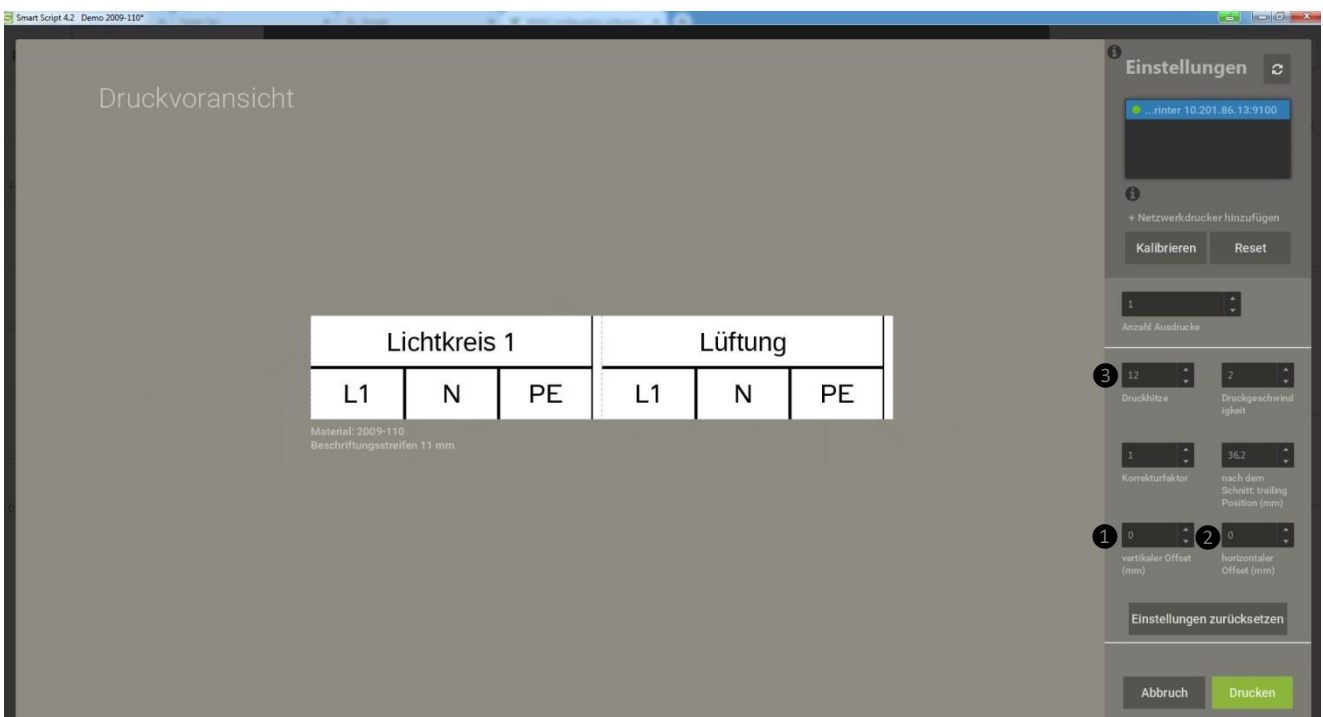 Smart Script 4.2 Demo 2009-110*
Druckvoransicht
Lichtkreis 1
Lüftung
L1 N PE L1 N PE
Material: 2009-110
Beschriftungsstreifen 11 mm
Einstellungen
...rinter 10.201.86.13:9100
+ Netzwerkdrucker hinzufügen
Kalibrieren Reset
1
Anzahl Ausdrucke
3 12 2
Druckhitze
Druckgeschwind
igkeit
1 36.2
Korrekturfaktor
nach dem
Schnitt: trailing
Position (mm)
1 0 2 0
vertikaler Offset
(mm)
horizontaler
Offset (mm)
Einstellungen zurücksetzen
Abbruch Drucken